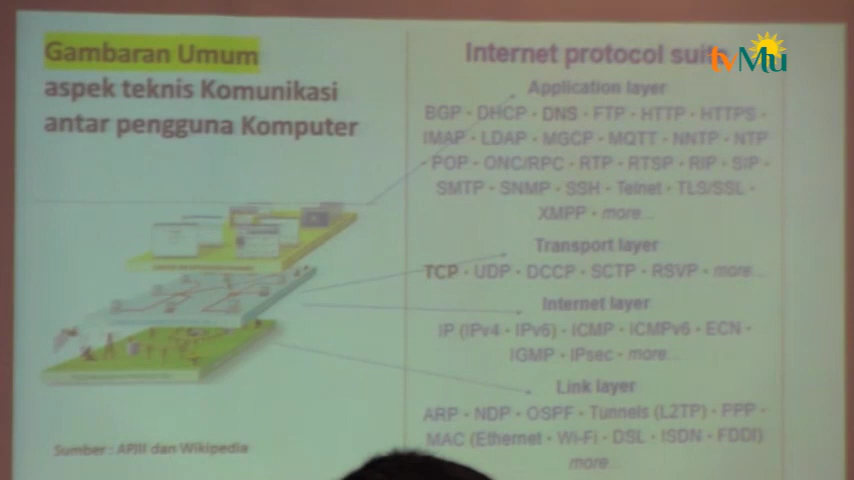 Gambaran Umum
aspek teknis Komunikasi
antar pengguna Komputer
Sumber : APJII dan Wikipedia
Internet protocol suite
tvMu
Application layer
BGP · DHCP · DNS · FTP · HTTP · HTTPS ·
IMAP · LDAP · MGCP · MQTT · NNTP · NTP
POP · ONC/RPC · RTP · RTSP · RIP · SIP ·
SMTP · SNMP · SSH · Telnet · TLS/SSL ·
XMPP · more...
Transport layer
TCP · UDP · DCCP · SCTP · RSVP · more...
Internet layer
IP (IPv4 · IPv6) · ICMP · ICMPv6 · ECN ·
IGMP · IPsec · more...
Link layer
ARP · NDP · OSPF · Tunnels (L2TP) · PPP ·
MAC (Ethernet · Wi-Fi · DSL · ISDN · FDDI)
more...